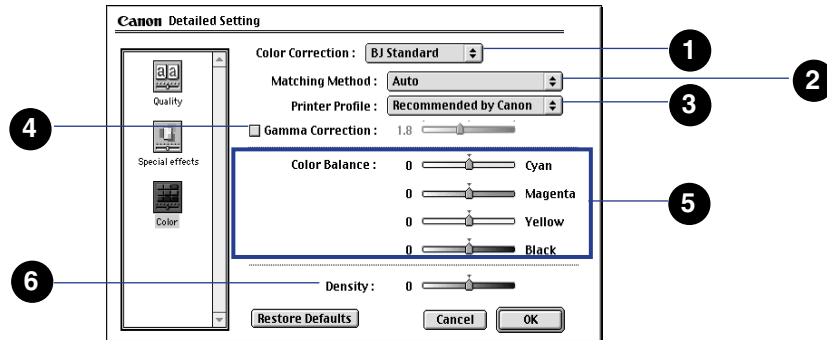 Canon Detailed Setting
Quality
Special effects
Color
Color Correction : BJ Standard
Matching Method : Auto
Printer Profile : Recommended by Canon
Gamma Correction : 1.8
Color Balance : 0 Cyan
0 Magenta
0 Yellow
0 Black
Density : 0
Restore Defaults Cancel OK
1
2
3
4
5
6